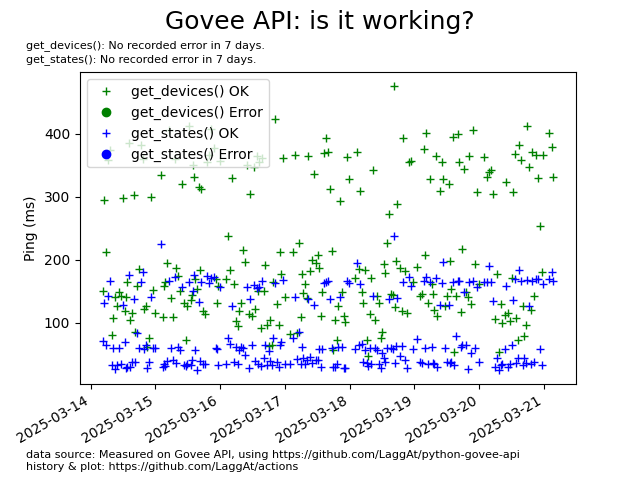 Govee API: is it working?
get_devices(): No recorded error in 7 days.
get_states(): No recorded error in 7 days.
get_devices() OK
get_devices() Error
get_states() OK
get_states() Error
Ping (ms)
400
300
200
100
2025-03-14
2025-03-15
2025-03-16
2025-03-17
2025-03-18
2025-03-19
2025-03-20
2025-03-21
data source: Measured on Govee API, using https://github.com/LaggAt/python-govee-api
history & plot: https://github.com/LaggAt/actions